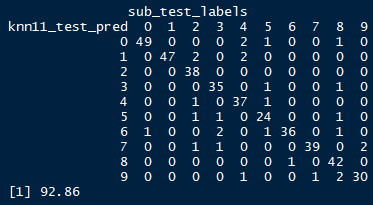 sub_test_labels
knn11_test_pred 0 1 2 3 4 5 6 7 8 9
0 49 0 0 0 2 1 0 0 1 0
1 0 47 2 0 2 0 0 0 0 0
2 0 0 38 0 0 0 0 0 0 0
3 0 0 0 35 0 1 0 0 1 0
4 0 0 1 0 37 1 0 0 0 0
5 0 0 1 1 0 24 0 0 1 0
6 1 0 0 2 0 1 36 0 1 0
7 0 0 1 1 0 0 0 39 0 2
8 0 0 0 0 0 0 1 0 42 0
9 0 0 0 0 1 0 0 1 2 30
[1] 92.86